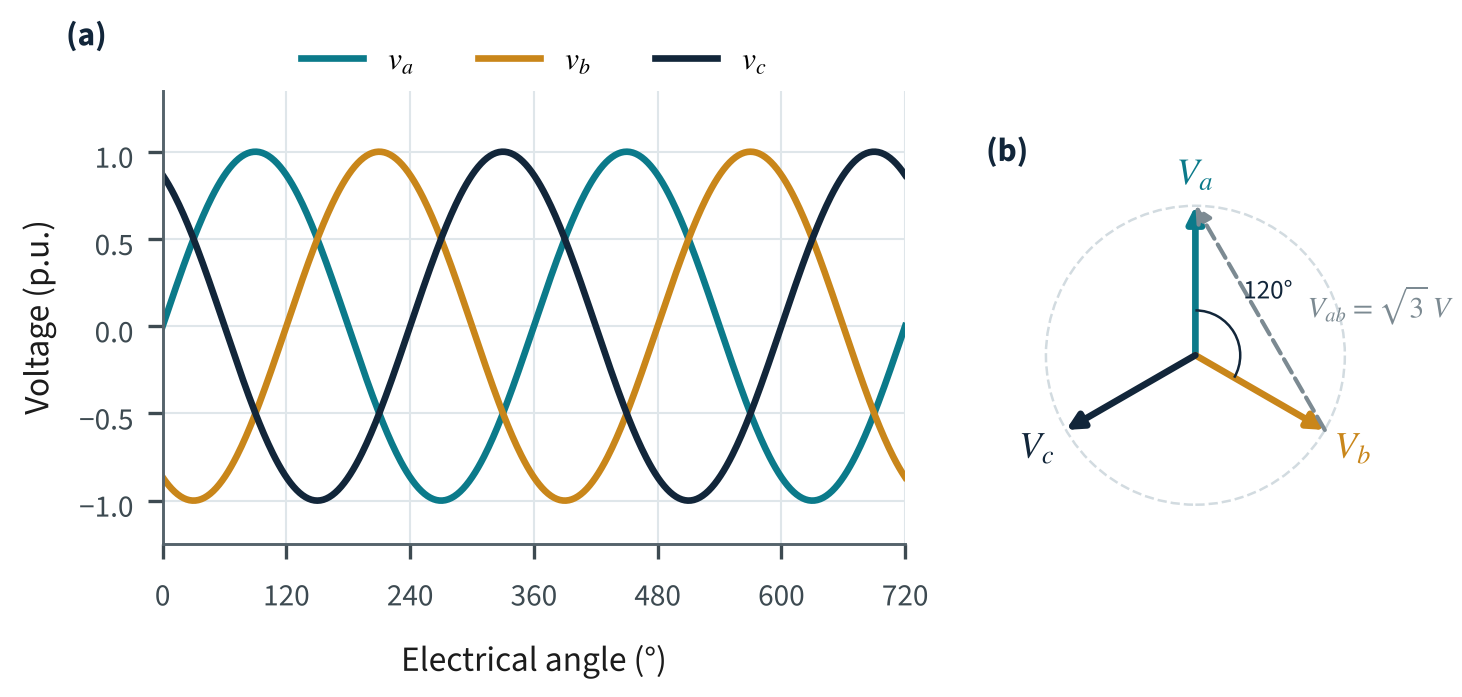 (a)
v_a v_b v_c
1.0
0.5
0.0
−0.5
−1.0
Voltage (p.u.)
0 120 240 360 480 600 720
Electrical angle (°)
(b)
V_a
120°
V_ab = √3 V
V_c
V_b